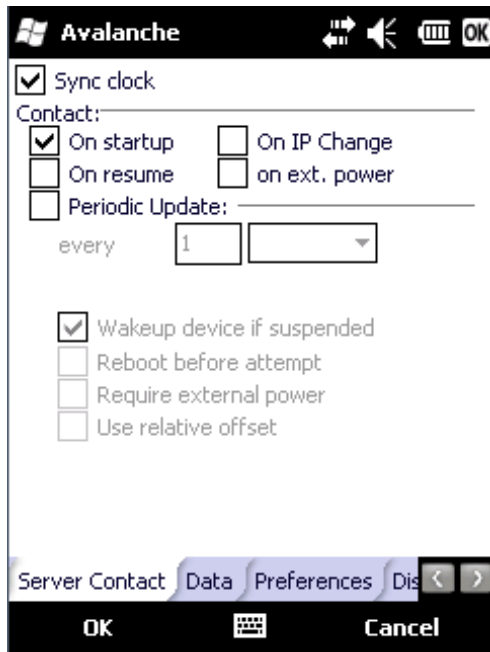 Avalanche OK
Sync clock
Contact:
On startup On IP Change
On resume on ext. power
Periodic Update:
every 1
Wakeup device if suspended
Reboot before attempt
Require external power
Use relative offset
Server Contact Data Preferences Dis
OK Cancel